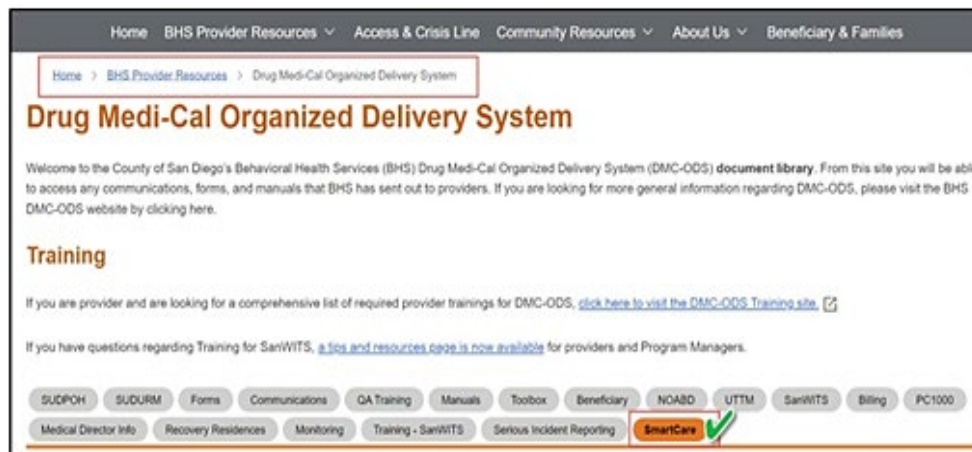 Home BHS Provider Resources Access & Crisis Line Community Resources About Us Beneficiary & Families
Home > BHS Provider Resources > Drug Medi-Cal Organized Delivery System
Drug Medi-Cal Organized Delivery System
Welcome to the County of San Diego's Behavioral Health Services (BHS) Drug Medi-Cal Organized Delivery System (DMC-ODS) document library. From this site you will be able
to access any communications, forms, and manuals that BHS has sent out to providers. If you are looking for more general information regarding DMC-ODS, please visit the BHS
DMC-ODS website by clicking here.
Training
If you are provider and are looking for a comprehensive list of required provider trainings for DMC-ODS, click here to visit the DMC-ODS Training site.
If you have questions regarding Training for SanWITS, a tips and resources page is now available for providers and Program Managers.
SUDPOH SUDURM Forms Communications QA Training Manuals Toolbox Beneficiary NOABD UTTM SanWITS Billing PC1000
Medical Director Info Recovery Residences Monitoring Training - SanWITS Serious Incident Reporting SmartCare